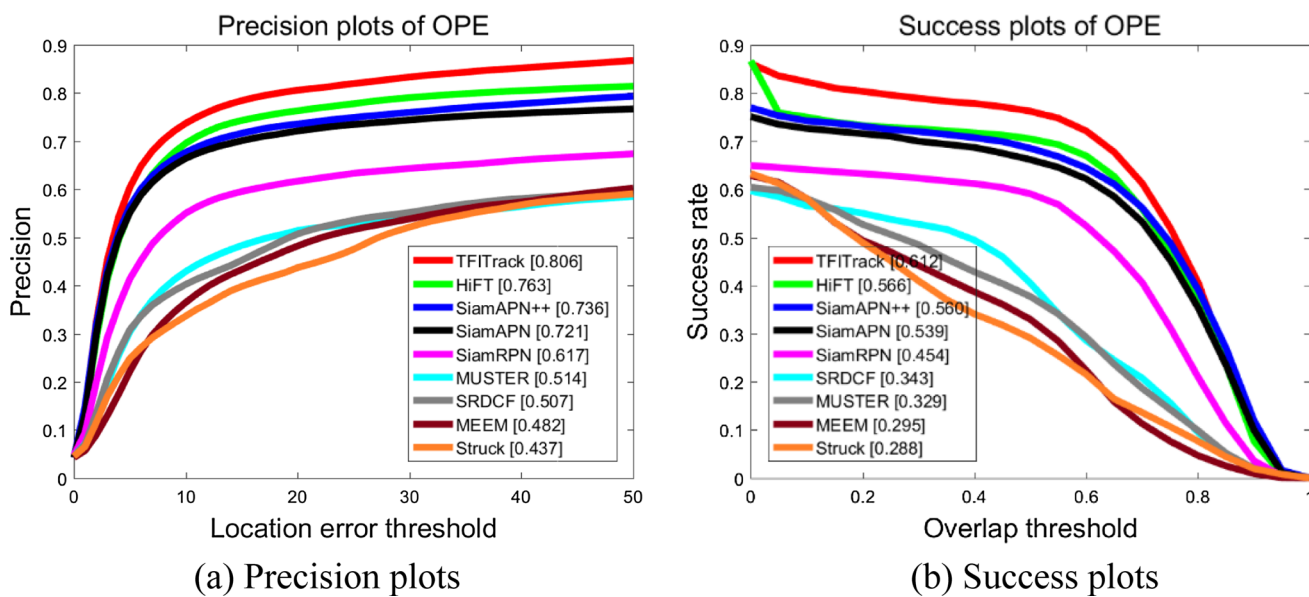 Precision plots of OPE
0.9
0.8
0.7
0.6
0.5
0.4
0.3
0.2
0.1
0
Precision
TFITrack [0.806]
HiFT [0.763]
SiamAPN++ [0.736]
SiamAPN [0.721]
SiamRPN [0.617]
MUSTER [0.514]
SRDCF [0.507]
MEEM [0.482]
Struck [0.437]
0 10 20 30 40 50
Location error threshold
(a) Precision plots
Success plots of OPE
0.9
0.8
0.7
0.6
0.5
0.4
0.3
0.2
0.1
0
Success rate
TFITrack [0.612]
HiFT [0.566]
SiamAPN++ [0.560]
SiamAPN [0.539]
SiamRPN [0.454]
SRDCF [0.343]
MUSTER [0.329]
MEEM [0.295]
Struck [0.288]
0 0.2 0.4 0.6 0.8 1
Overlap threshold
(b) Success plots